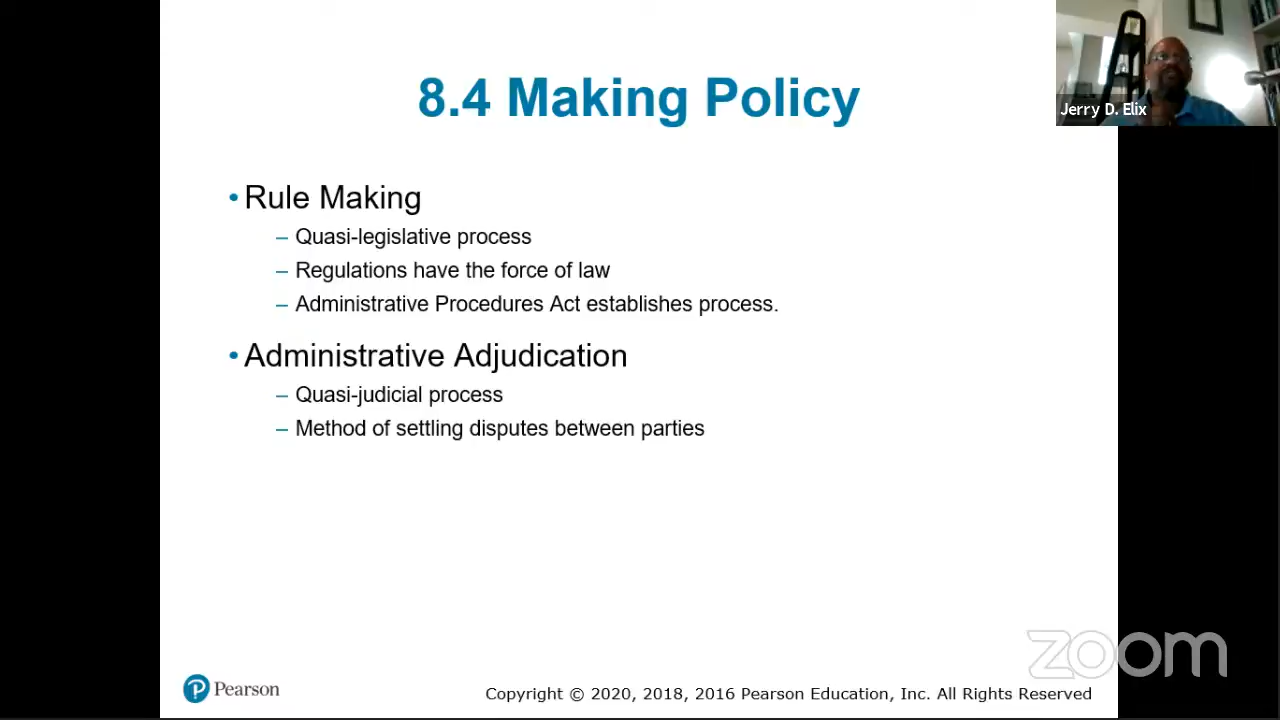 8.4 Making Policy
Jerry D. Elix
• Rule Making
– Quasi-legislative process
– Regulations have the force of law
– Administrative Procedures Act establishes process.
• Administrative Adjudication
– Quasi-judicial process
– Method of settling disputes between parties
zoom
P Pearson
Copyright © 2020, 2018, 2016 Pearson Education, Inc. All Rights Reserved